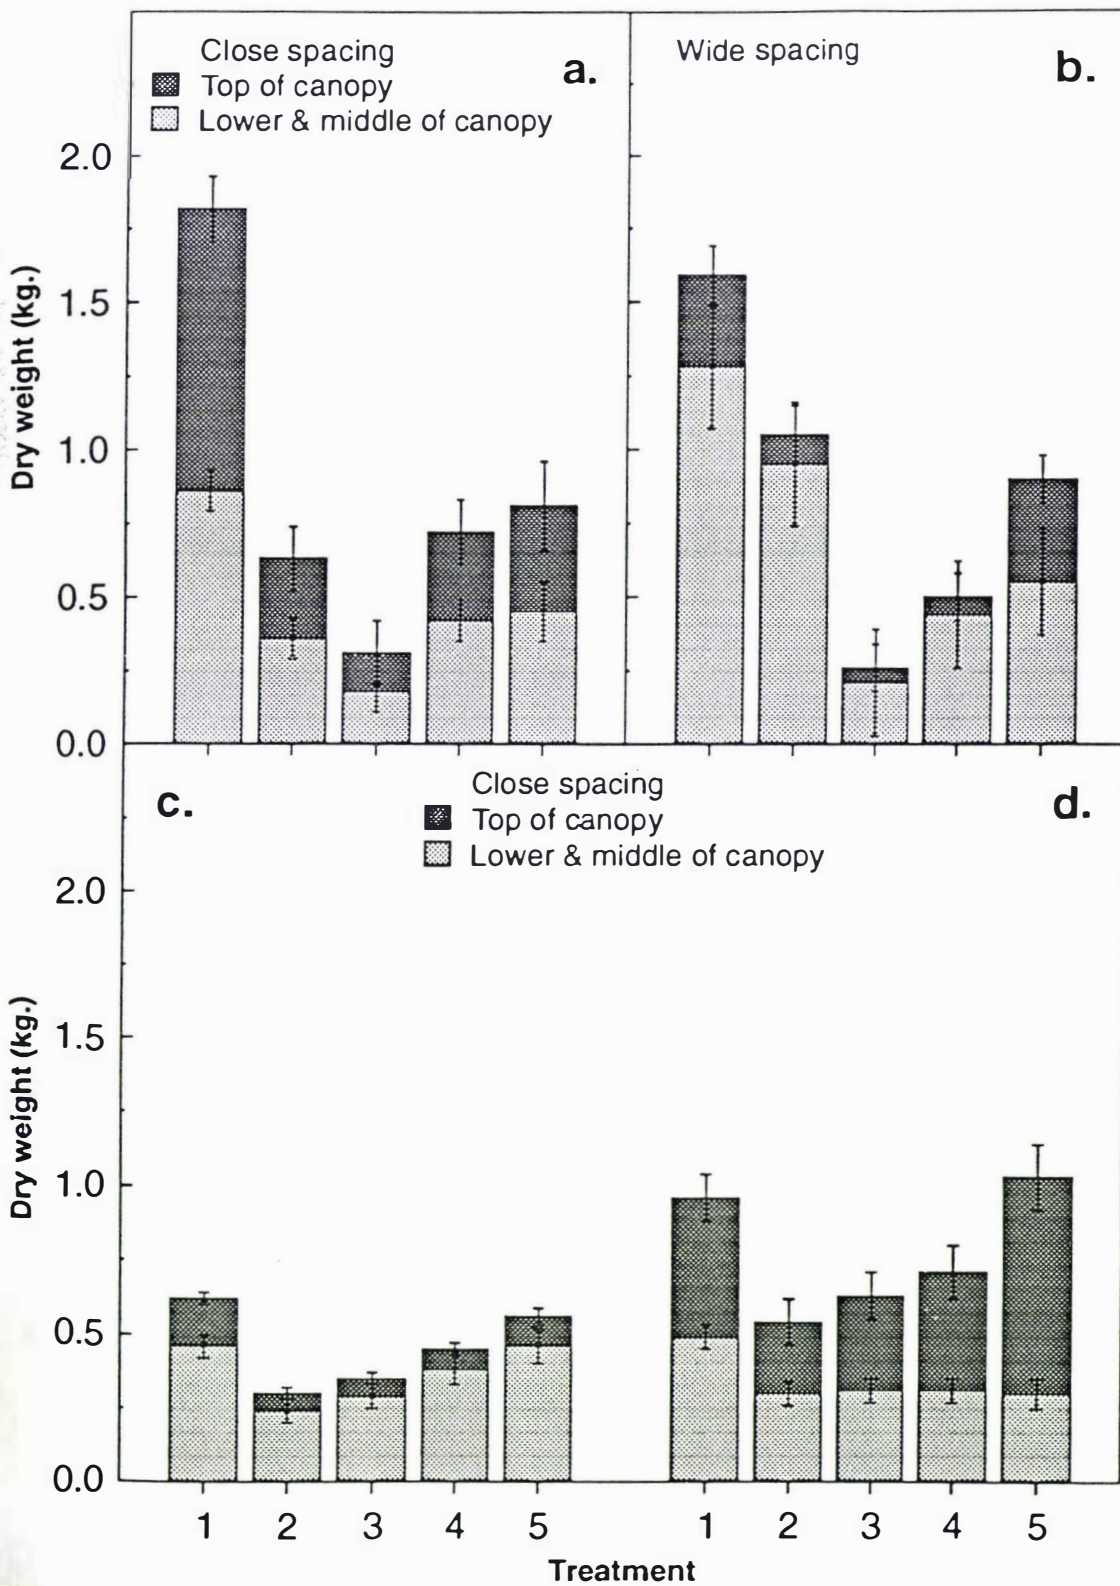 Close spacing
Top of canopy
Lower & middle of canopy
a.
Wide spacing
b.
2.0
1.5
1.0
0.5
0.0
Dry weight (kg.)
c.
Close spacing
Top of canopy
Lower & middle of canopy
d.
2.0
1.5
1.0
0.5
0.0
Dry weight (kg.)
1 2 3 4 5 1 2 3 4 5
Treatment